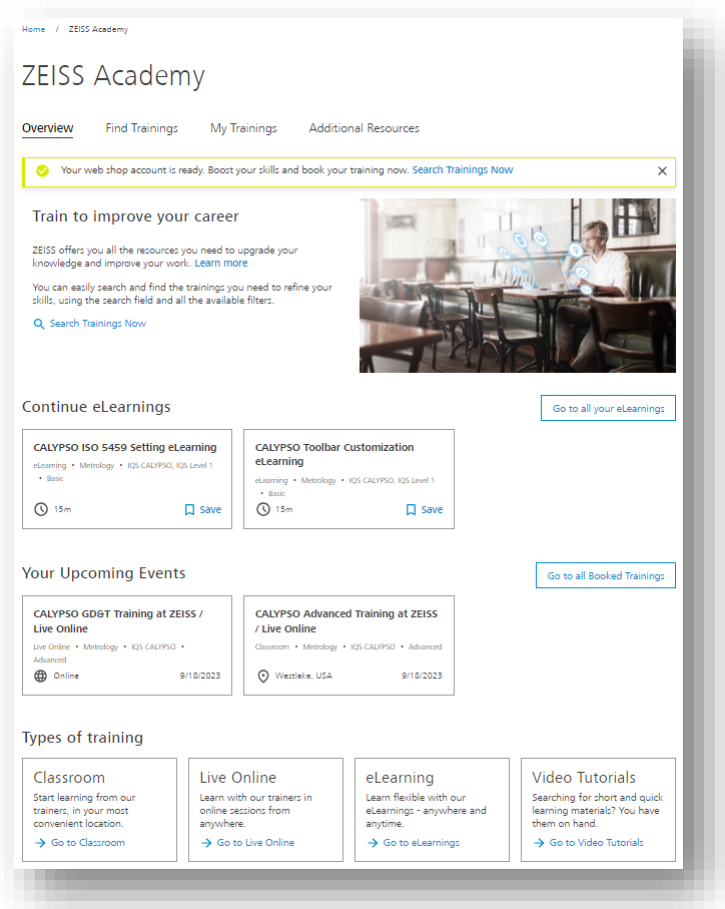 Home / ZEISS Academy
ZEISS Academy
Overview Find Trainings My Trainings Additional Resources
Your web shop account is ready. Boost your skills and book your training now. Search Trainings Now
Train to improve your career
ZEISS offers you all the resources you need to upgrade your
knowledge and improve your work. Learn more
You can easily search and find the trainings you need to refine your
skills, using the search field and all the available filters.
Search Trainings Now
Continue eLearnings
Go to all your eLearnings
CALYPSO ISO 5459 Setting eLearning
eLearning • Metrology • IQS CALYPSO, IQS Level 1
• Basic
15m Save
CALYPSO Toolbar Customization
eLearning
eLearning • Metrology • IQS CALYPSO, IQS Level 1
• Basic
15m Save
Your Upcoming Events
Go to all Booked Trainings
CALYPSO GD&T Training at ZEISS /
Live Online
Live Online • Metrology • IQS CALYPSO •
Advanced
Online 9/18/2023
CALYPSO Advanced Training at ZEISS
/ Live Online
Classroom • Metrology • IQS CALYPSO • Advanced
Westlake, USA 9/18/2023
Types of training
Classroom
Start learning from our
trainers, in your most
convenient location.
→ Go to Classroom
Live Online
Learn with our trainers in
online sessions from
anywhere.
→ Go to Live Online
eLearning
Learn flexible with our
eLearnings - anywhere and
anytime.
→ Go to eLearnings
Video Tutorials
Searching for short and quick
learning materials? You have
them on hand.
→ Go to Video Tutorials